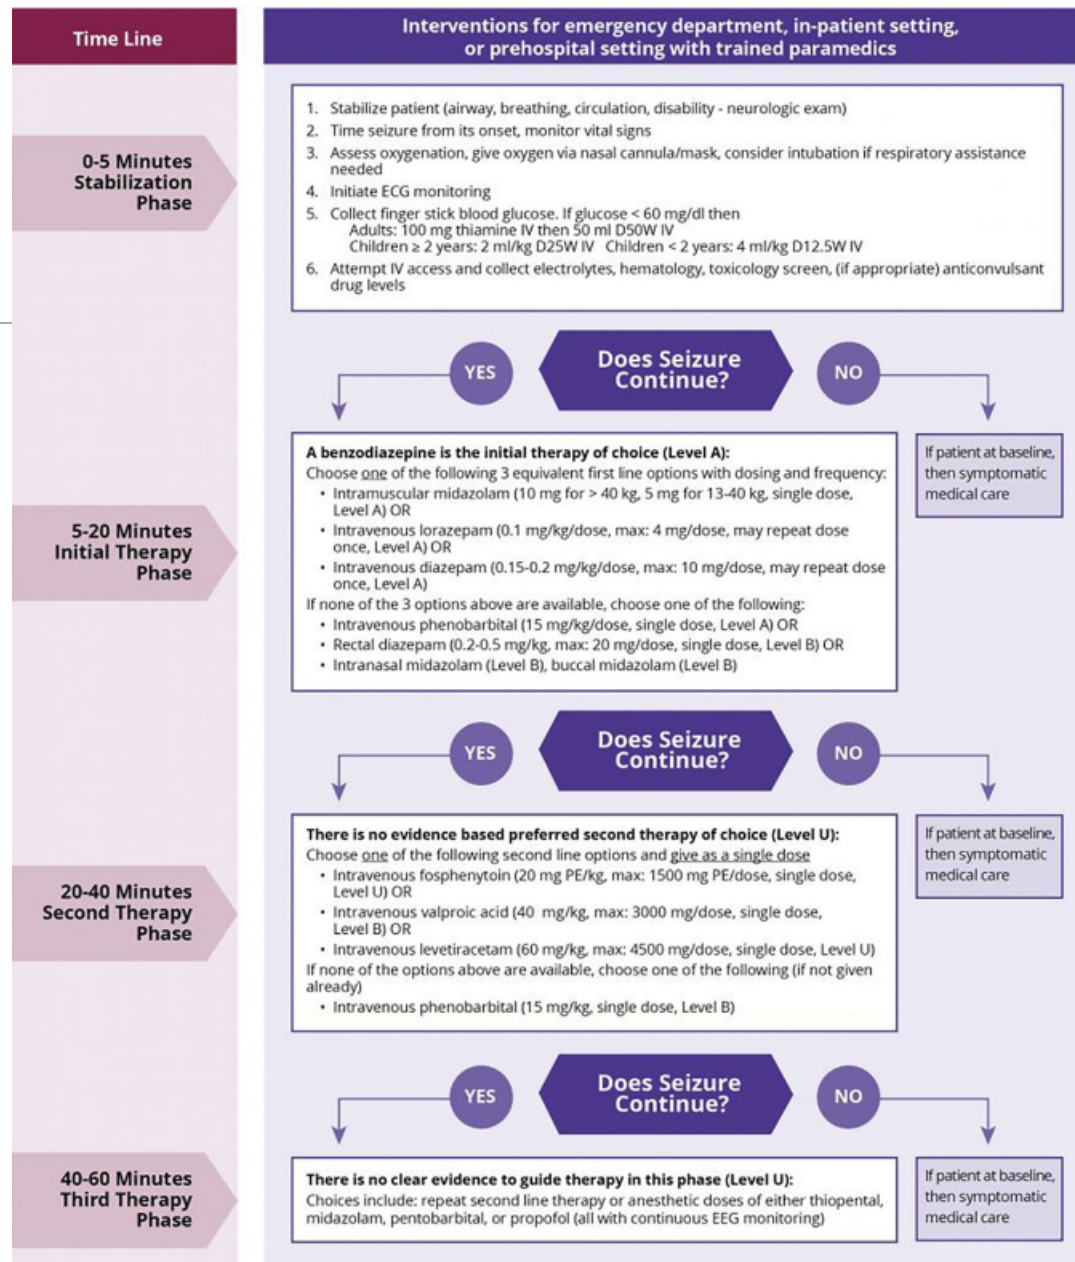 Time Line
Interventions for emergency department, in-patient setting,
or prehospital setting with trained paramedics
0-5 Minutes
Stabilization
Phase
1. Stabilize patient (airway, breathing, circulation, disability - neurologic exam)
2. Time seizure from its onset, monitor vital signs
3. Assess oxygenation, give oxygen via nasal cannula/mask, consider intubation if respiratory assistance
needed
4. Initiate ECG monitoring
5. Collect finger stick blood glucose. If glucose < 60 mg/dl then
Adults: 100 mg thiamine IV then 50 ml D50W IV
Children ≥ 2 years: 2 ml/kg D25W IV Children < 2 years: 4 ml/kg D12.5W IV
6. Attempt IV access and collect electrolytes, hematology, toxicology screen, (if appropriate) anticonvulsant
drug levels
YES
Does Seizure
Continue?
NO
5-20 Minutes
Initial Therapy
Phase
A benzodiazepine is the initial therapy of choice (Level A):
Choose one of the following 3 equivalent first line options with dosing and frequency:
• Intramuscular midazolam (10 mg for > 40 kg, 5 mg for 13-40 kg, single dose,
Level A) OR
• Intravenous lorazepam (0.1 mg/kg/dose, max: 4 mg/dose, may repeat dose
once, Level A) OR
• Intravenous diazepam (0.15-0.2 mg/kg/dose, max: 10 mg/dose, may repeat dose
once, Level A)
If none of the 3 options above are available, choose one of the following:
• Intravenous phenobarbital (15 mg/kg/dose, single dose, Level A) OR
• Rectal diazepam (0.2-0.5 mg/kg, max: 20 mg/dose, single dose, Level B) OR
• Intranasal midazolam (Level B), buccal midazolam (Level B)
If patient at baseline,
then symptomatic
medical care
YES
Does Seizure
Continue?
NO
20-40 Minutes
Second Therapy
Phase
There is no evidence based preferred second therapy of choice (Level U):
Choose one of the following second line options and give as a single dose
• Intravenous fosphenytoin (20 mg PE/kg, max: 1500 mg PE/dose, single dose,
Level U) OR
• Intravenous valproic acid (40 mg/kg, max: 3000 mg/dose, single dose,
Level B) OR
• Intravenous levetiracetam (60 mg/kg, max: 4500 mg/dose, single dose, Level U)
If none of the options above are available, choose one of the following (if not given
already)
• Intravenous phenobarbital (15 mg/kg, single dose, Level B)
If patient at baseline,
then symptomatic
medical care
YES
Does Seizure
Continue?
NO
40-60 Minutes
Third Therapy
Phase
There is no clear evidence to guide therapy in this phase (Level U):
Choices include: repeat second line therapy or anesthetic doses of either thiopental,
midazolam, pentobarbital, or propofol (all with continuous EEG monitoring)
If patient at baseline,
then symptomatic
medical care